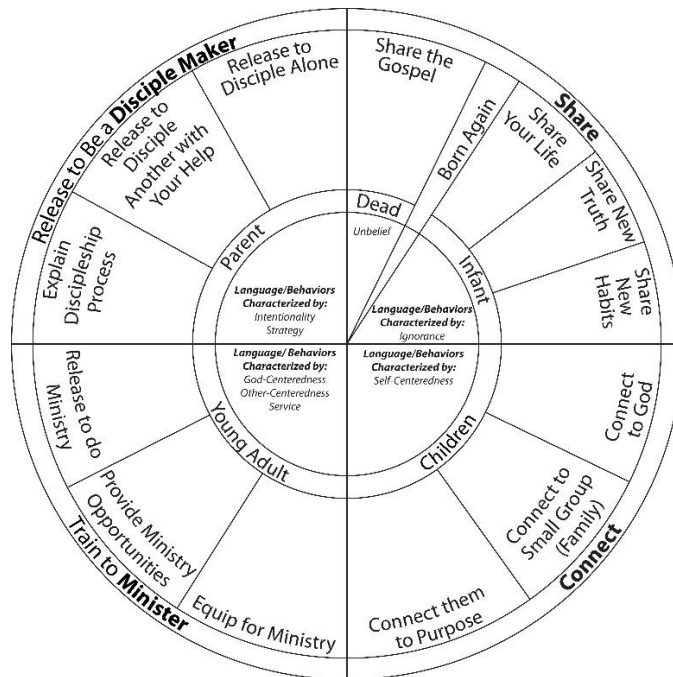 Share
Share the
Gospel
Born Again
Share
Your Life
Share New
Truth
Share
New
Habits
Dead
Unbelief
Infant
Language/Behaviors
Characterized by:
Ignorance
Connect
Connect
to God
Connect to
Small Group
(Family)
Connect them
to Purpose
Children
Language/Behaviors
Characterized by:
Self-Centeredness
Train to Minister
Equip for Ministry
Provide Ministry
Opportunities
Release to do
Ministry
Young Adult
Language/ Behaviors
Characterized by:
God-Centeredness
Other-Centeredness
Service
Release to Be a Disciple Maker
Explain
Discipleship
Process
Release to
Disciple
Another with
Your Help
Release to
Disciple Alone
Parent
Language/Behaviors
Characterized by:
Intentionality
Strategy